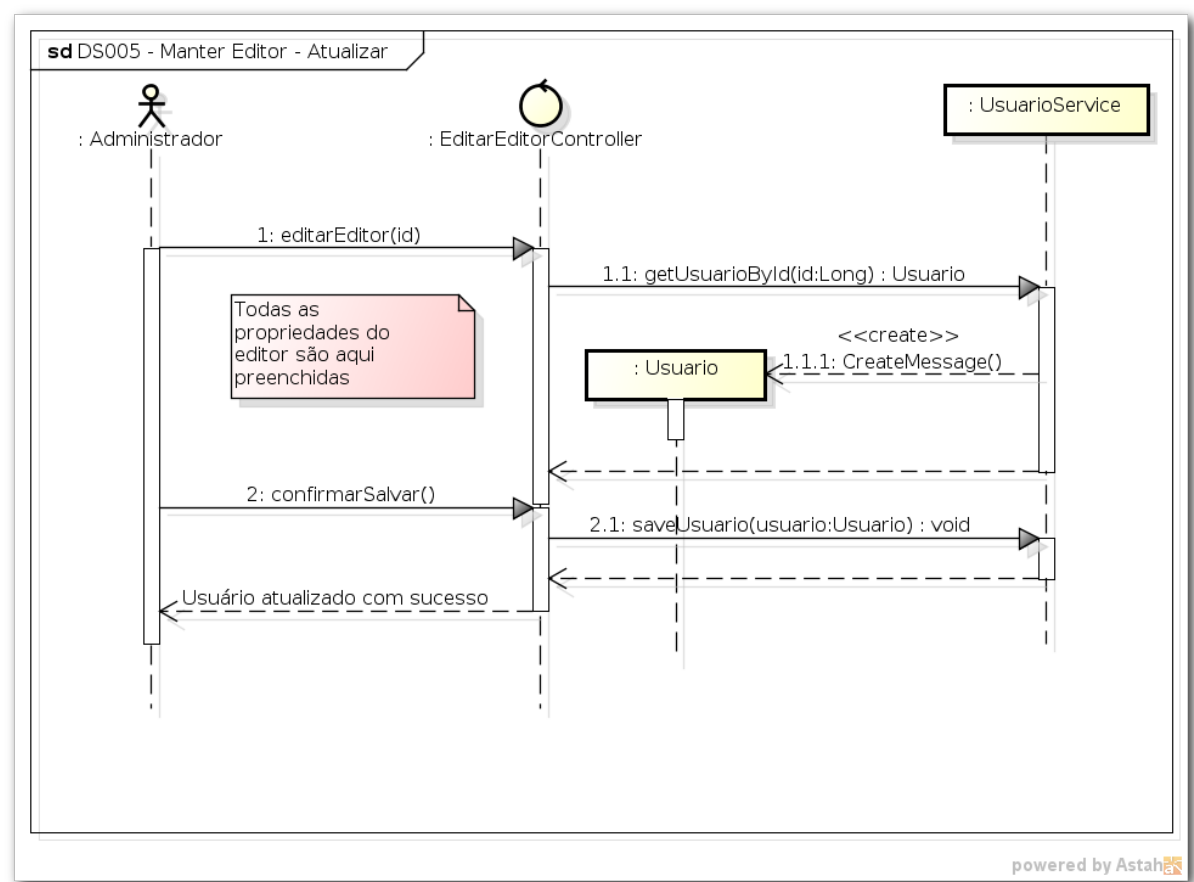 sd DS005 - Manter Editor - Atualizar
: Administrador
: EditarEditorController
: UsuarioService
1: editarEditor(id)
1.1: getUsuarioById(id:Long) : Usuario
Todas as
propriedades do
editor são aqui
preenchidas
<<create>>
1.1.1: CreateMessage()
: Usuario
2: confirmarSalvar()
2.1: saveUsuario(usuario:Usuario) : void
Usuário atualizado com sucesso
powered by Astah